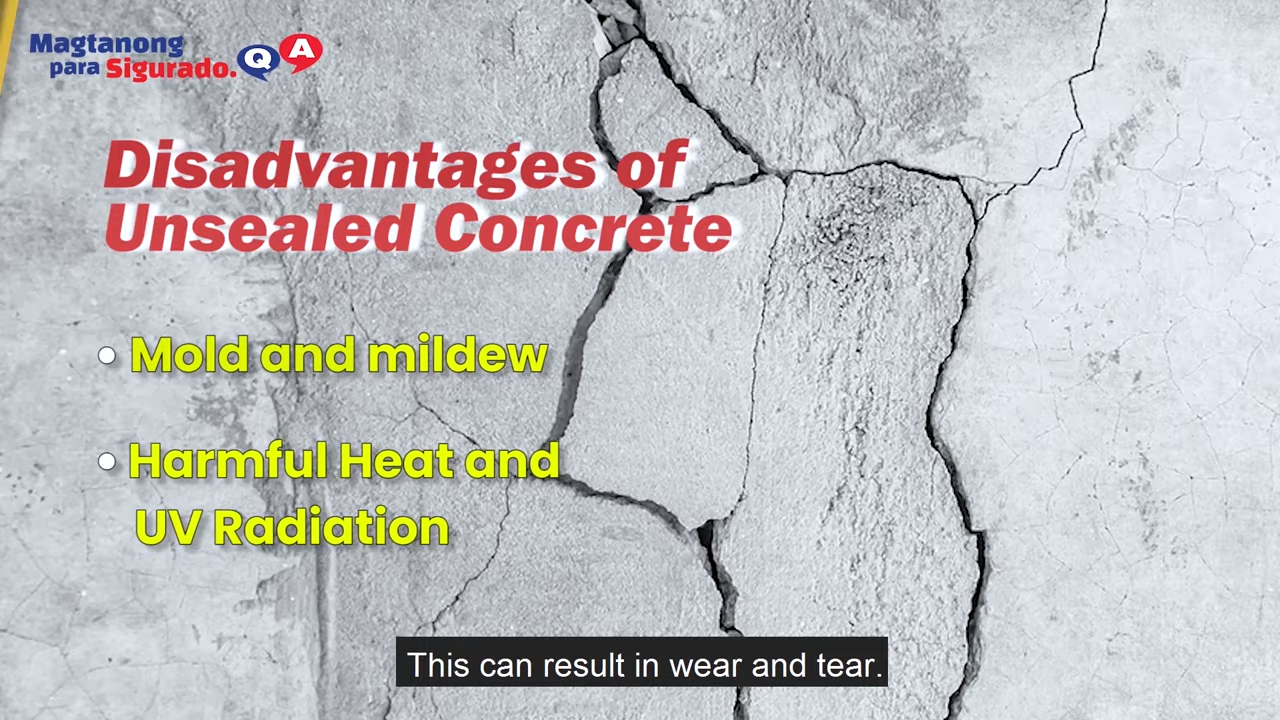 Magtanong
para Sigurado. Q A
Disadvantages of
Unsealed Concrete
• Mold and mildew
• Harmful Heat and
UV Radiation
This can result in wear and tear.